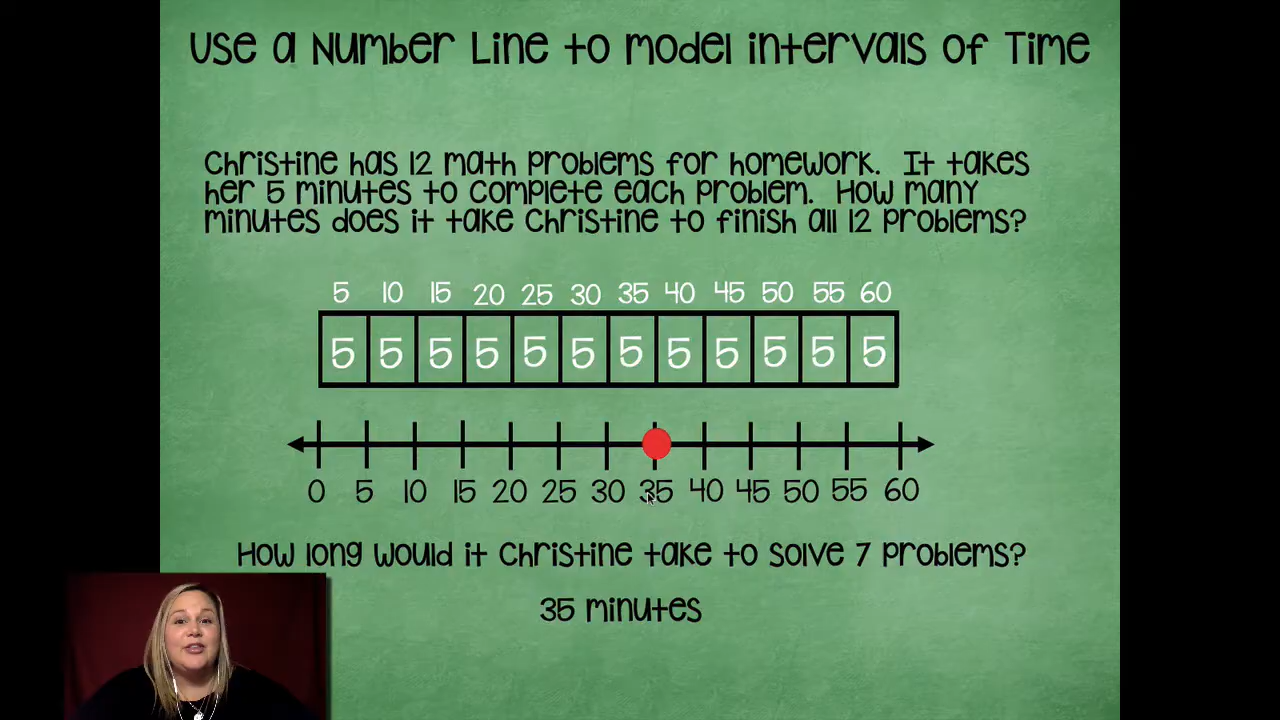 Use a Number Line to model intervals of Time
Christine has 12 math problems for homework. It takes
her 5 minutes to complete each problem. How many
minutes does it take Christine to finish all 12 problems?
5 10 15 20 25 30 35 40 45 50 55 60
5 5 5 5 5 5 5 5 5 5 5 5
0 5 10 15 20 25 30 35 40 45 50 55 60
How long would it Christine take to solve 7 problems?
35 minutes